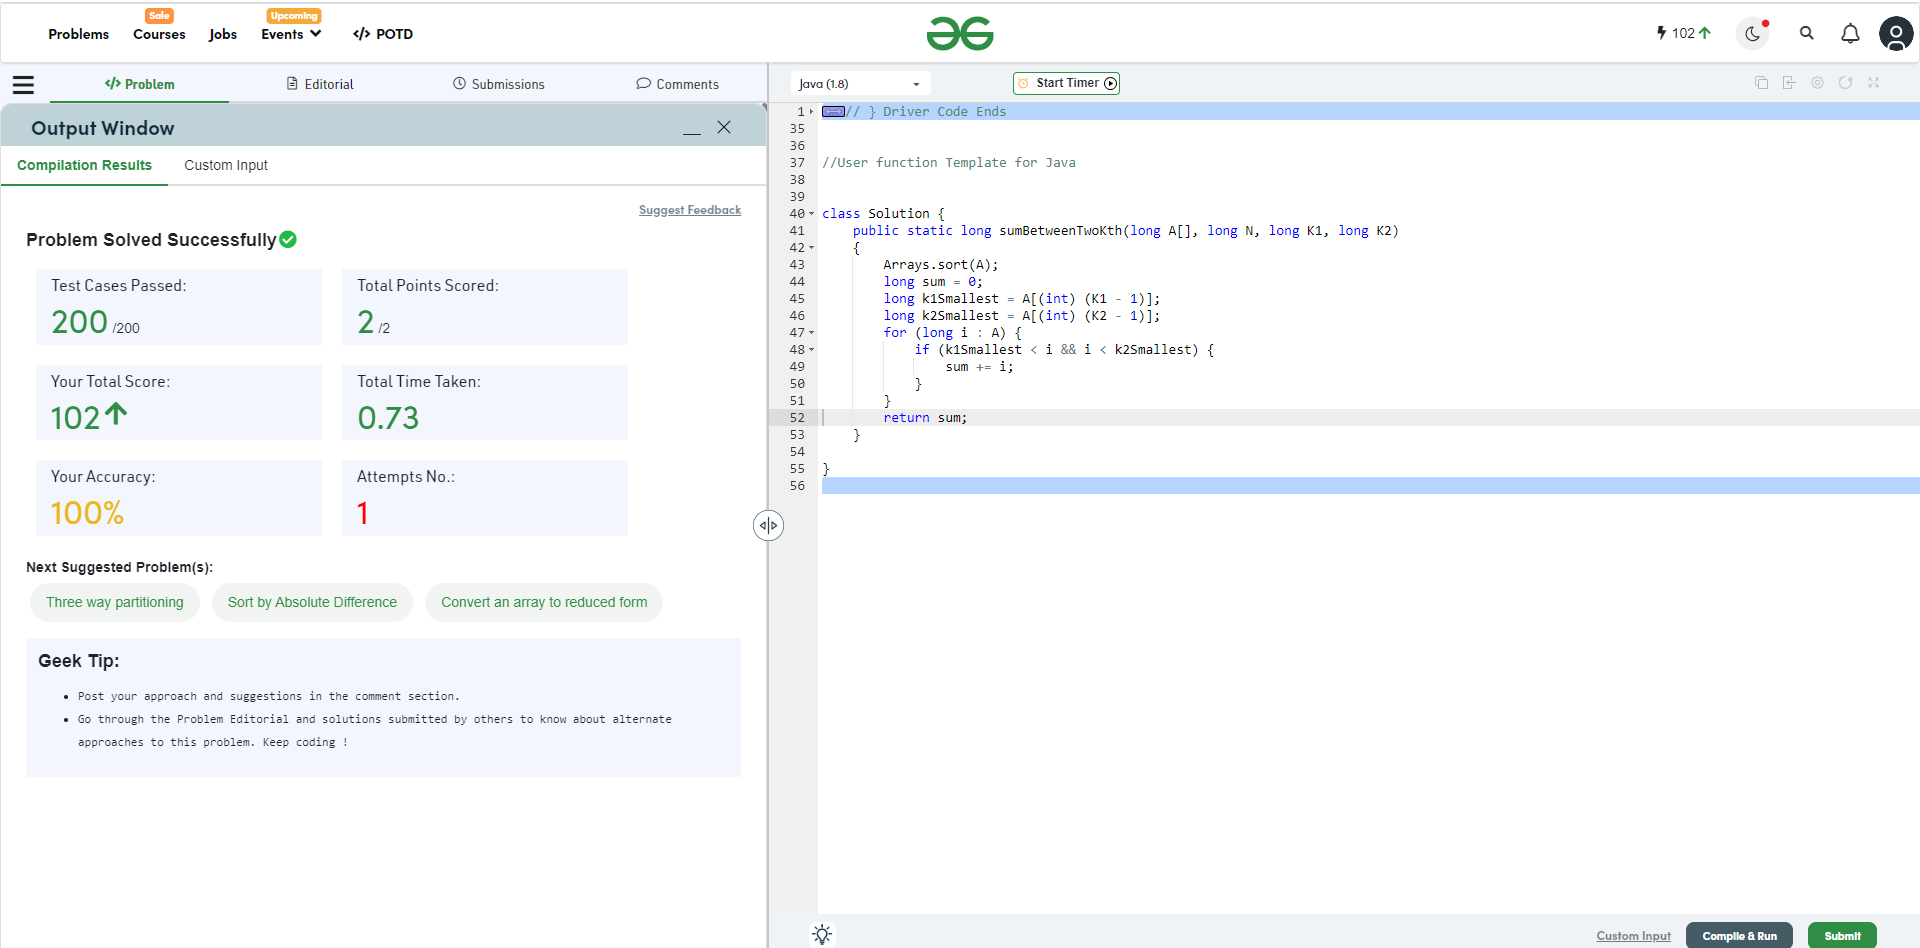 Sale
Upcoming
Problems Courses Jobs Events </> POTD
102
</> Problem Editorial Submissions Comments
Output Window
Compilation Results Custom Input
Suggest Feedback
Problem Solved Successfully
Test Cases Passed:
200 /200
Total Points Scored:
2 /2
Your Total Score:
102
Total Time Taken:
0.73
Your Accuracy:
100%
Attempts No.:
1
Next Suggested Problem(s):
Three way partitioning Sort by Absolute Difference Convert an array to reduced form
Geek Tip:
• Post your approach and suggestions in the comment section.
• Go through the Problem Editorial and solutions submitted by others to know about alternate
approaches to this problem. Keep coding !
Java (1.8) Start Timer
1 // } Driver Code Ends
35
36
37 //User function Template for Java
38
39
40 class Solution {
41 public static long sumBetweenTwoKth(long A[], long N, long K1, long K2)
42 {
43 Arrays.sort(A);
44 long sum = 0;
45 long k1Smallest = A[(int) (K1 - 1)];
46 long k2Smallest = A[(int) (K2 - 1)];
47 for (long i : A) {
48 if (k1Smallest < i && i < k2Smallest) {
49 sum += i;
50 }
51 }
52 return sum;
53 }
54
55 }
56
Custom Input Compile & Run Submit